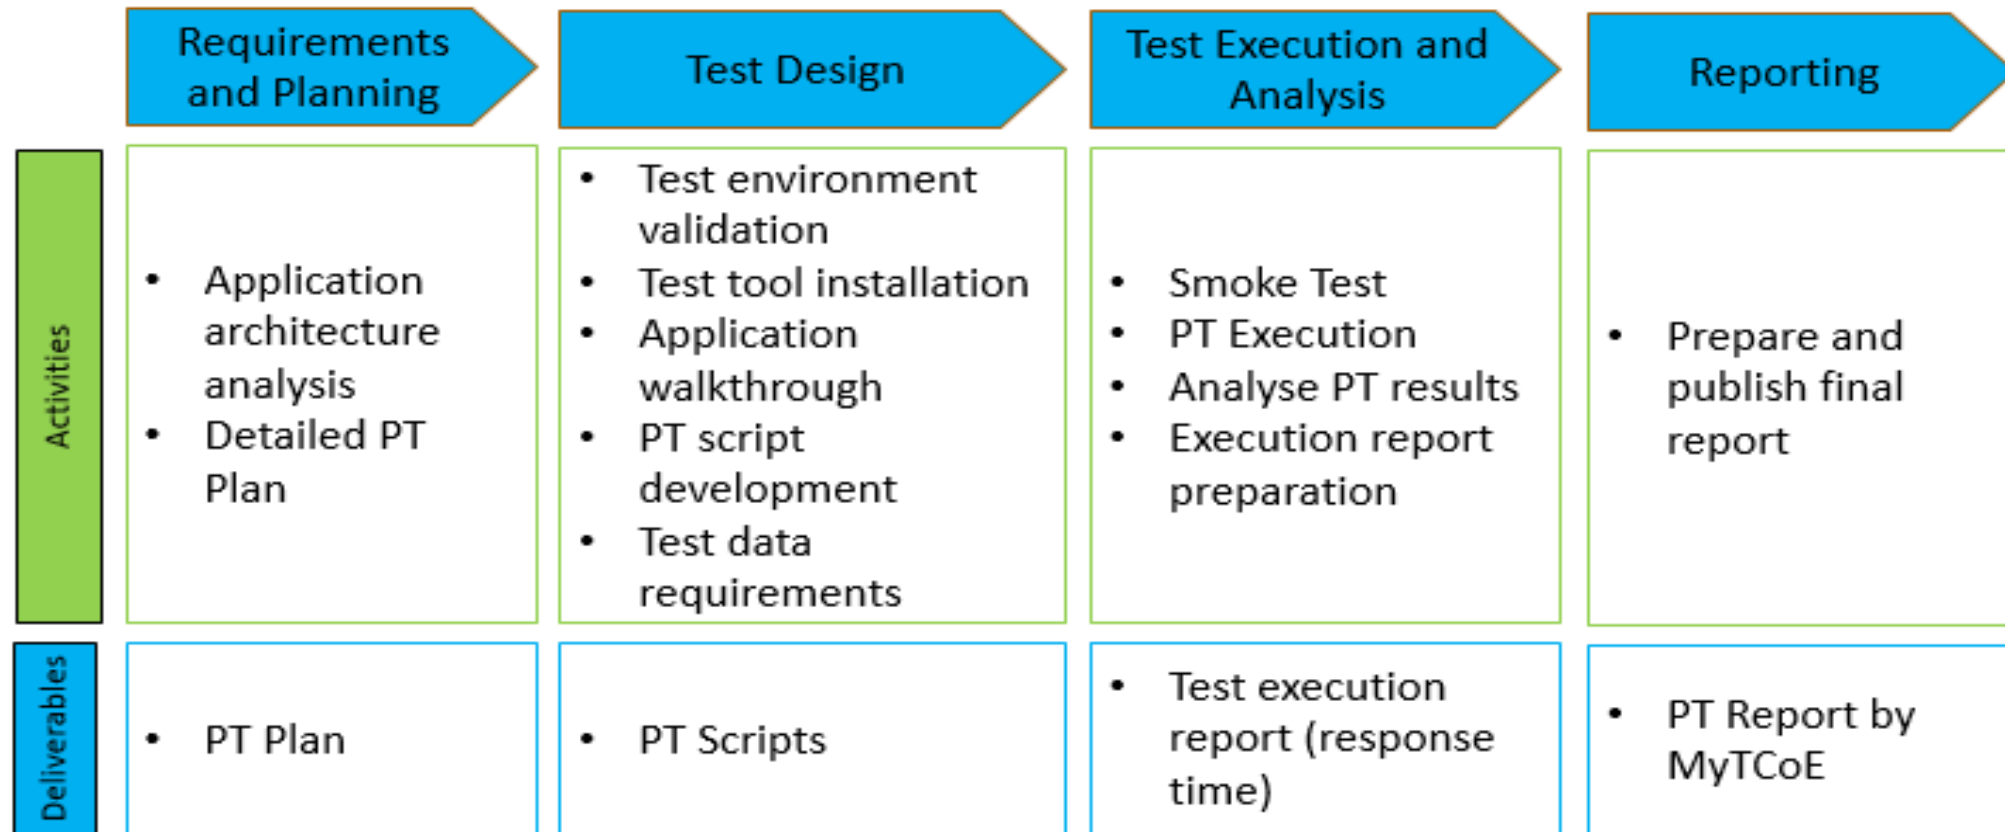 Requirements
and Planning
Test Design
Test Execution and
Analysis
Reporting
Activities
• Application
architecture
analysis
• Detailed PT
Plan
• Test environment
validation
• Test tool installation
• Application
walkthrough
• PT script
development
• Test data
requirements
• Smoke Test
• PT Execution
• Analyse PT results
• Execution report
preparation
• Prepare and
publish final
report
Deliverables
• PT Plan
• PT Scripts
• Test execution
report (response
time)
• PT Report by
MyTCoE